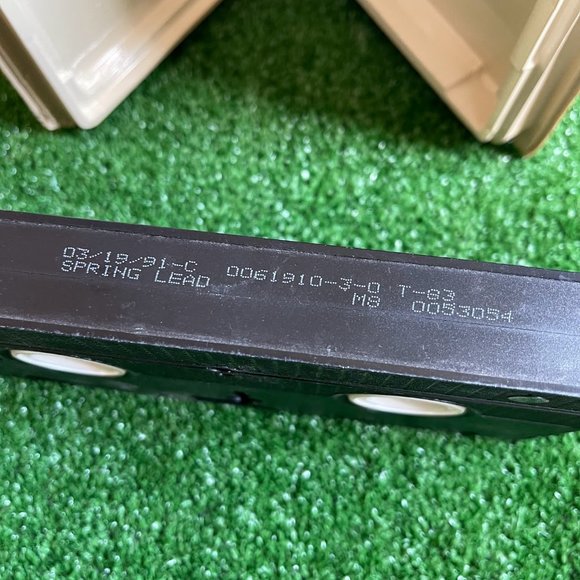 03/19/91-C 0061910-3-0 T-83
SPRING LEAD M8 0053054